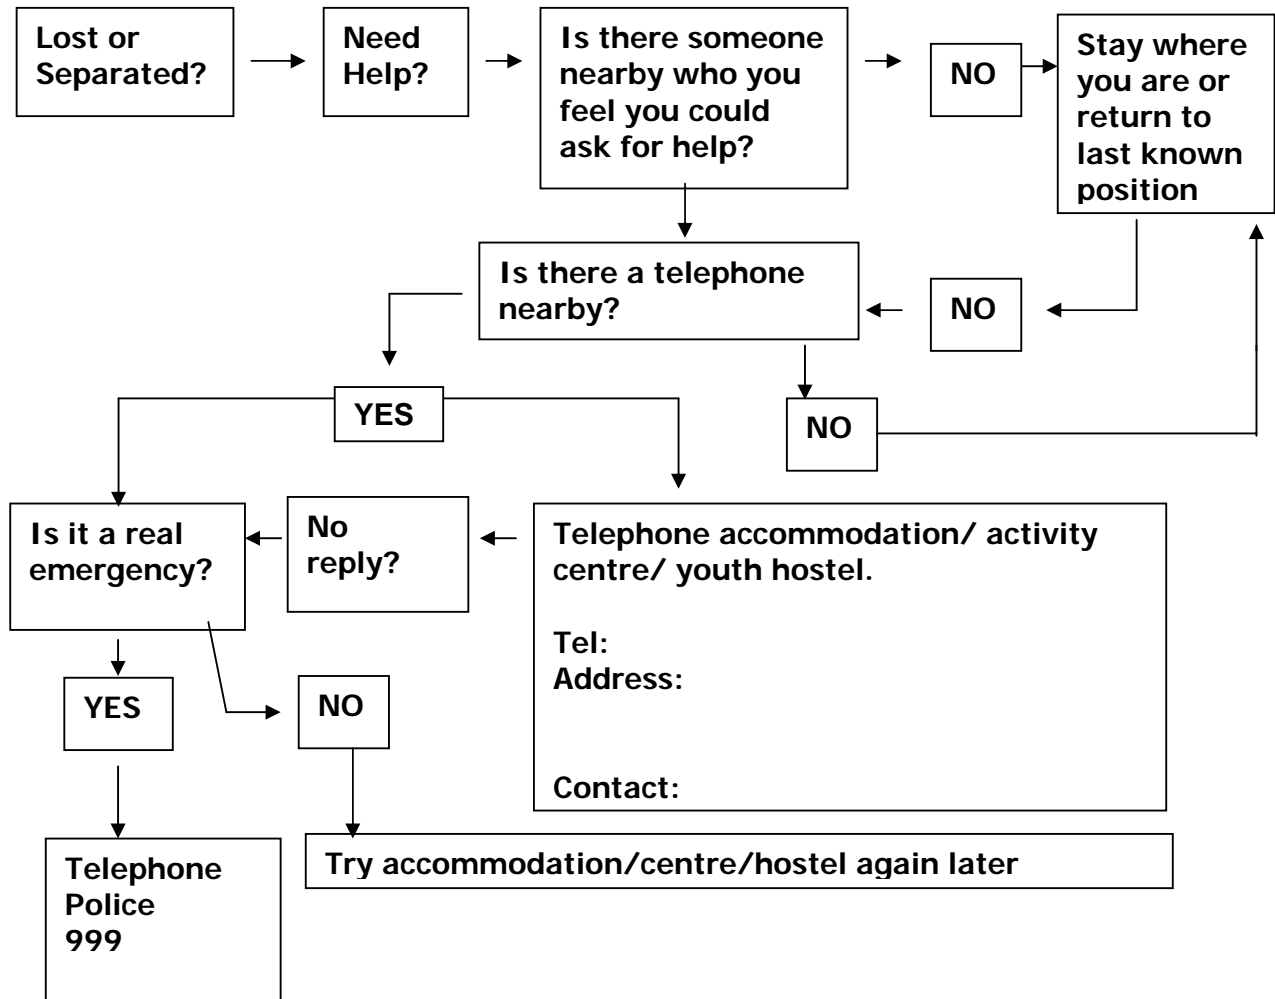 Lost or
Separated?
Need
Help?
Is there someone
nearby who you
feel you could
ask for help?
NO
Stay where
you are or
return to
last known
position
Is there a telephone
nearby?
NO
YES
NO
Is it a real
emergency?
No
reply?
Telephone accommodation/ activity
centre/ youth hostel.
Tel:
Address:
Contact:
YES
NO
Telephone
Police
999
Try accommodation/centre/hostel again later